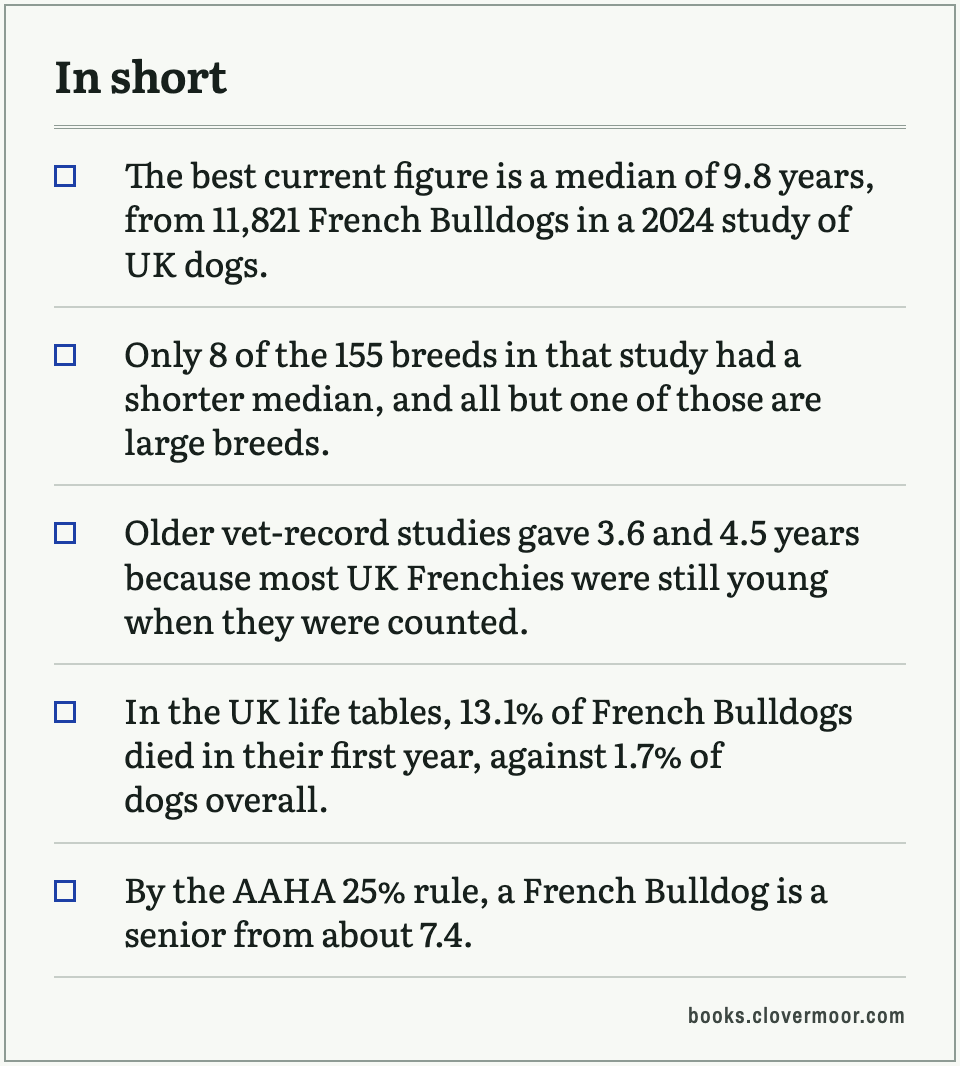 In short
The best current figure is a median of 9.8 years,
from 11,821 French Bulldogs in a 2024 study of
UK dogs.
Only 8 of the 155 breeds in that study had a
shorter median, and all but one of those are
large breeds.
Older vet-record studies gave 3.6 and 4.5 years
because most UK Frenchies were still young
when they were counted.
In the UK life tables, 13.1% of French Bulldogs
died in their first year, against 1.7% of
dogs overall.
By the AAHA 25% rule, a French Bulldog is a
senior from about 7.4.
books.clovermoor.com